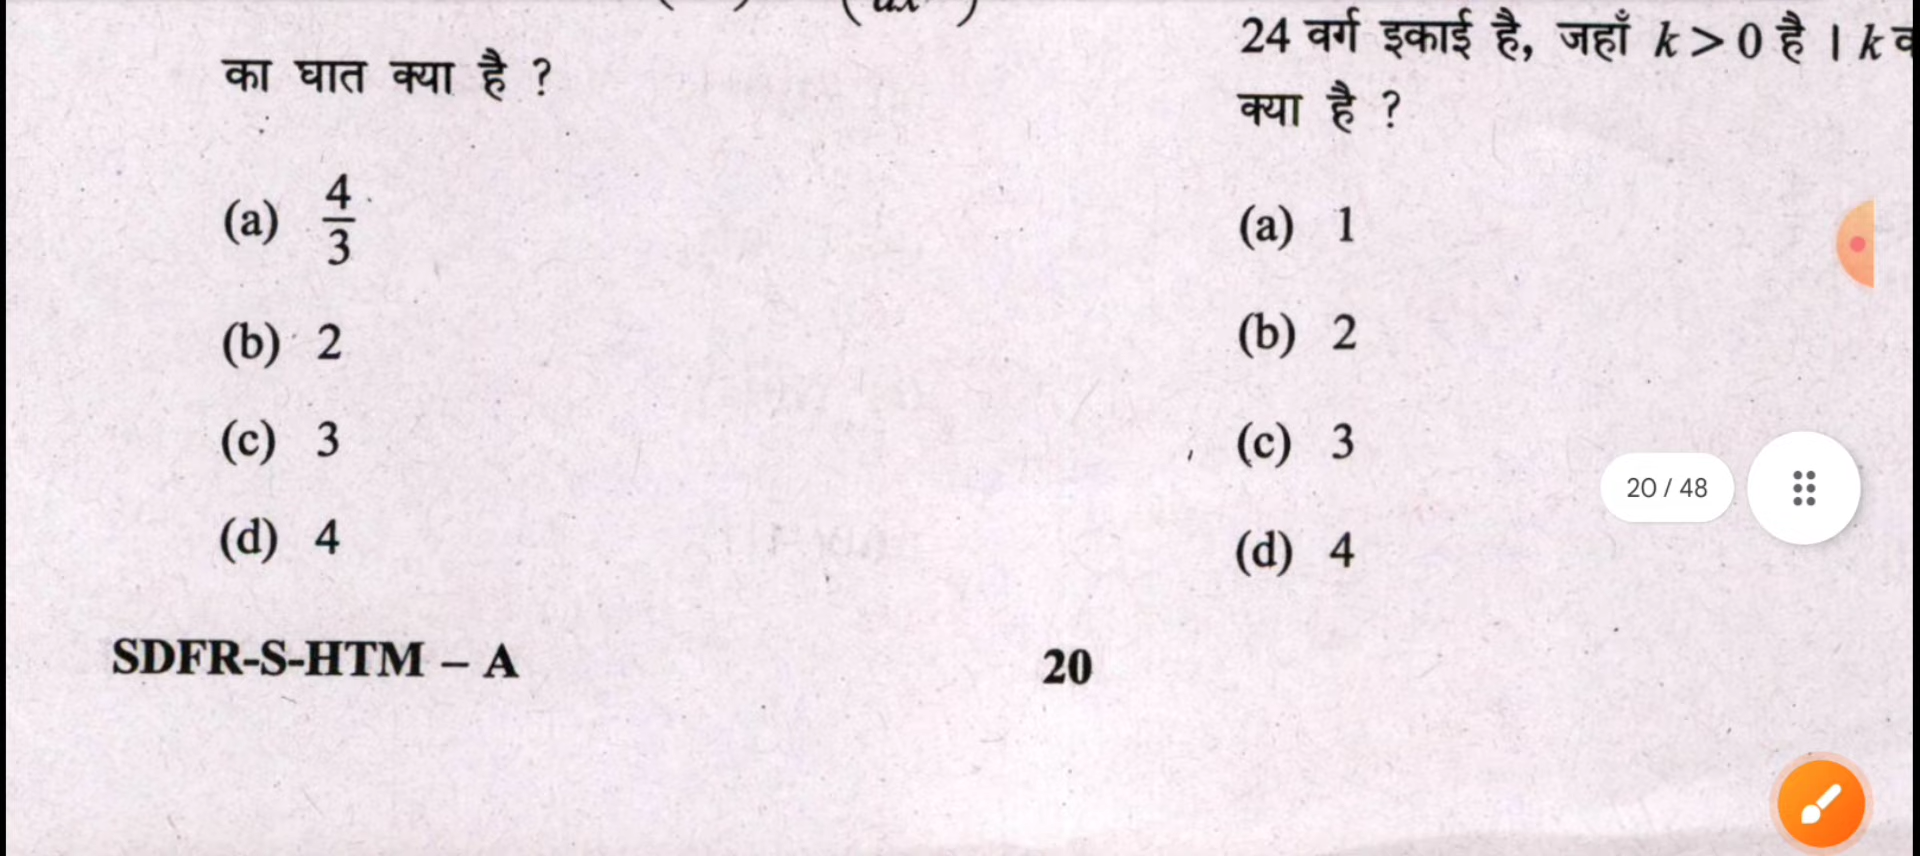 का घात क्या है ?
(a) 4/3
(b) 2
(c) 3
(d) 4
24 वर्ग इकाई है, जहाँ k > 0 है । k
क्या है ?
(a) 1
(b) 2
(c) 3
(d) 4
20 / 48
SDFR-S-HTM – A
20